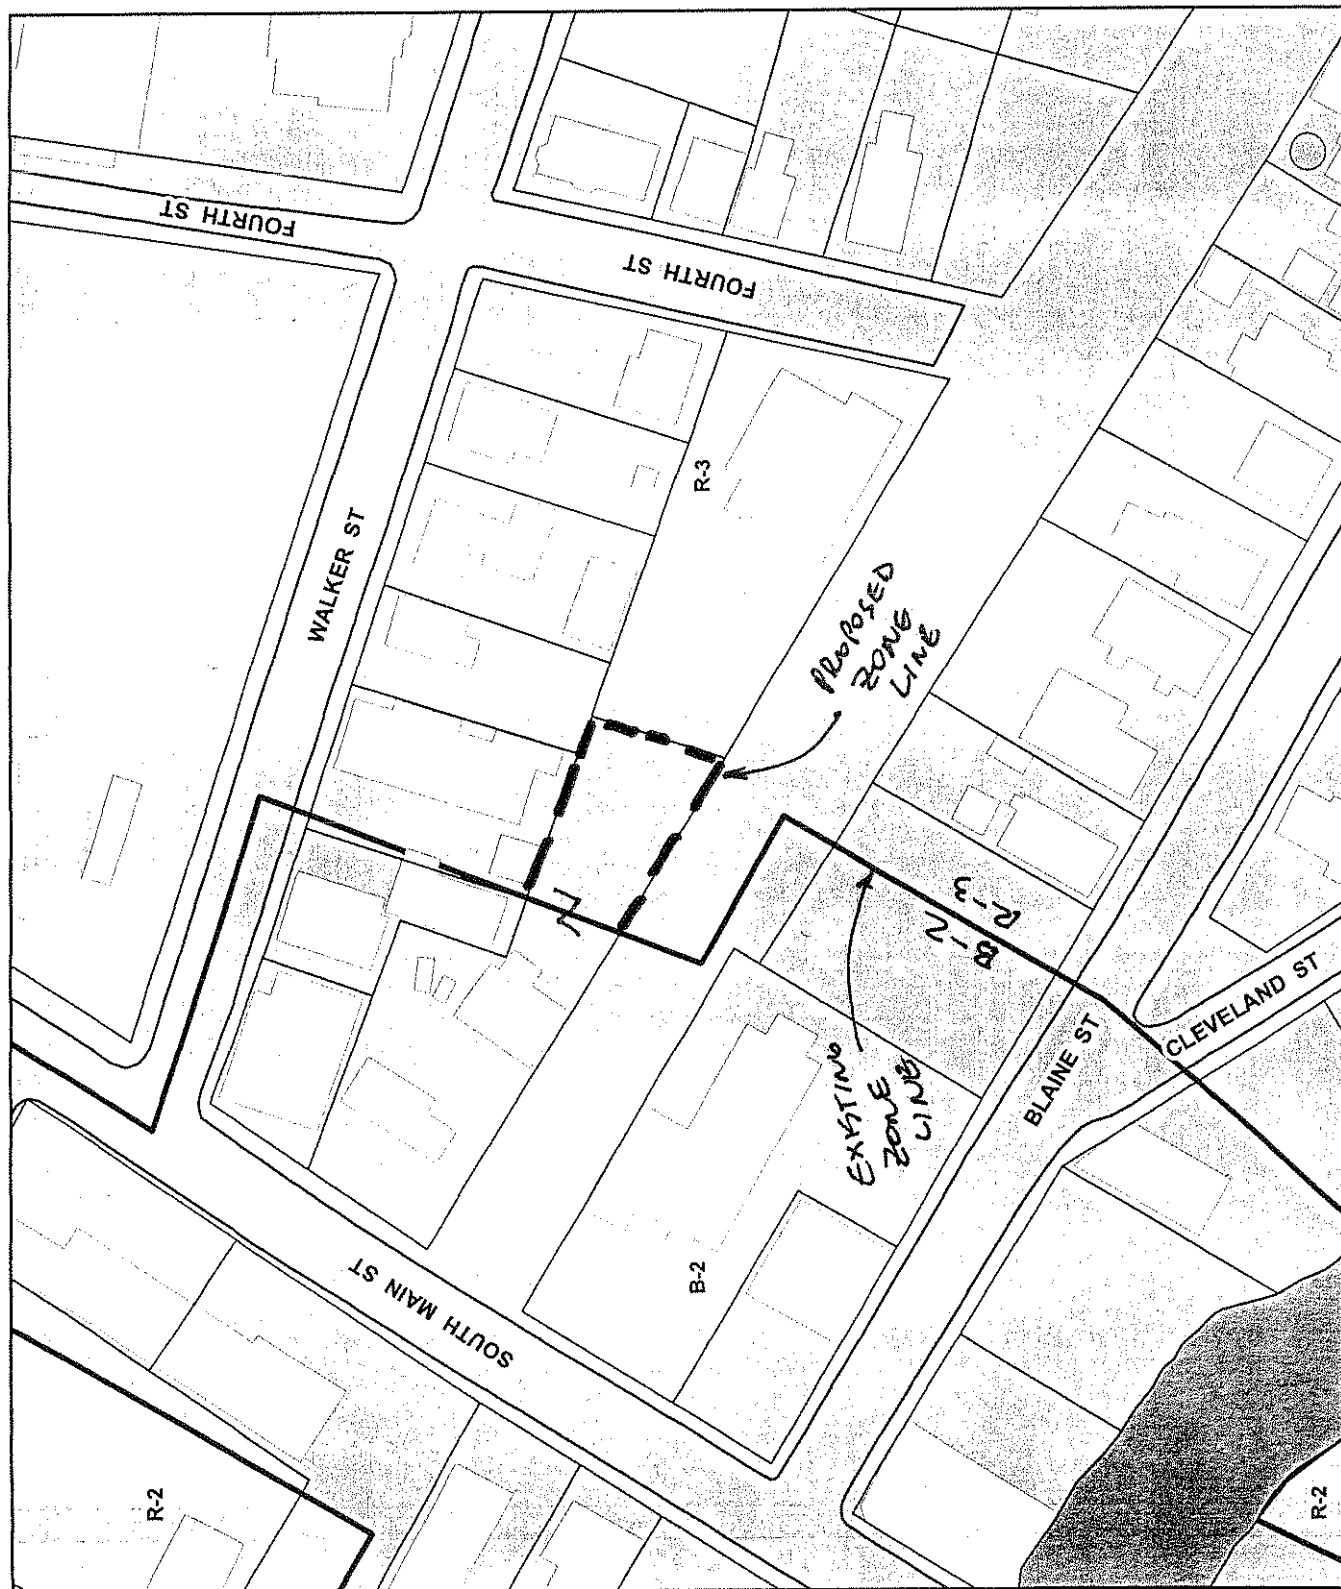 FOURTH ST
FOURTH ST
WALKER ST
R-3
PROPOSED
ZONE
LINE
EXISTING
ZONE
LINE
B-2
R-3
BLAINE ST
CLEVELAND ST
SOUTH MAIN ST
B-2
R-2
R-2